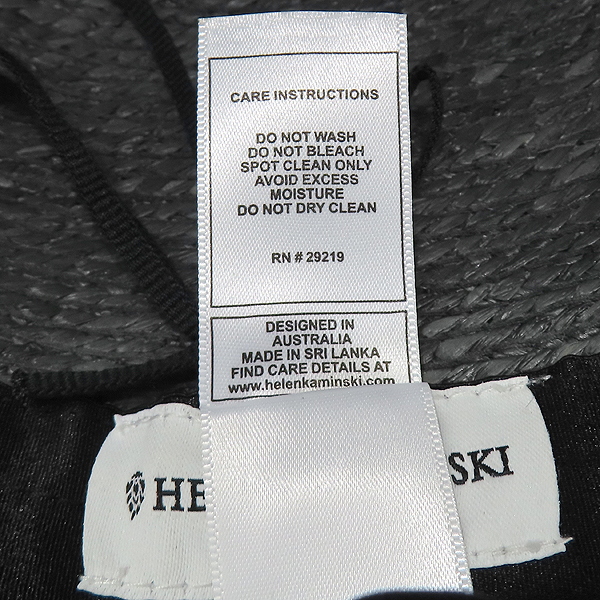 CARE INSTRUCTIONS
DO NOT WASH
DO NOT BLEACH
SPOT CLEAN ONLY
AVOID EXCESS
MOISTURE
DO NOT DRY CLEAN
RN # 29219
DESIGNED IN
AUSTRALIA
MADE IN SRI LANKA
FIND CARE DETAILS AT
www.helenkaminski.com
HE SKI